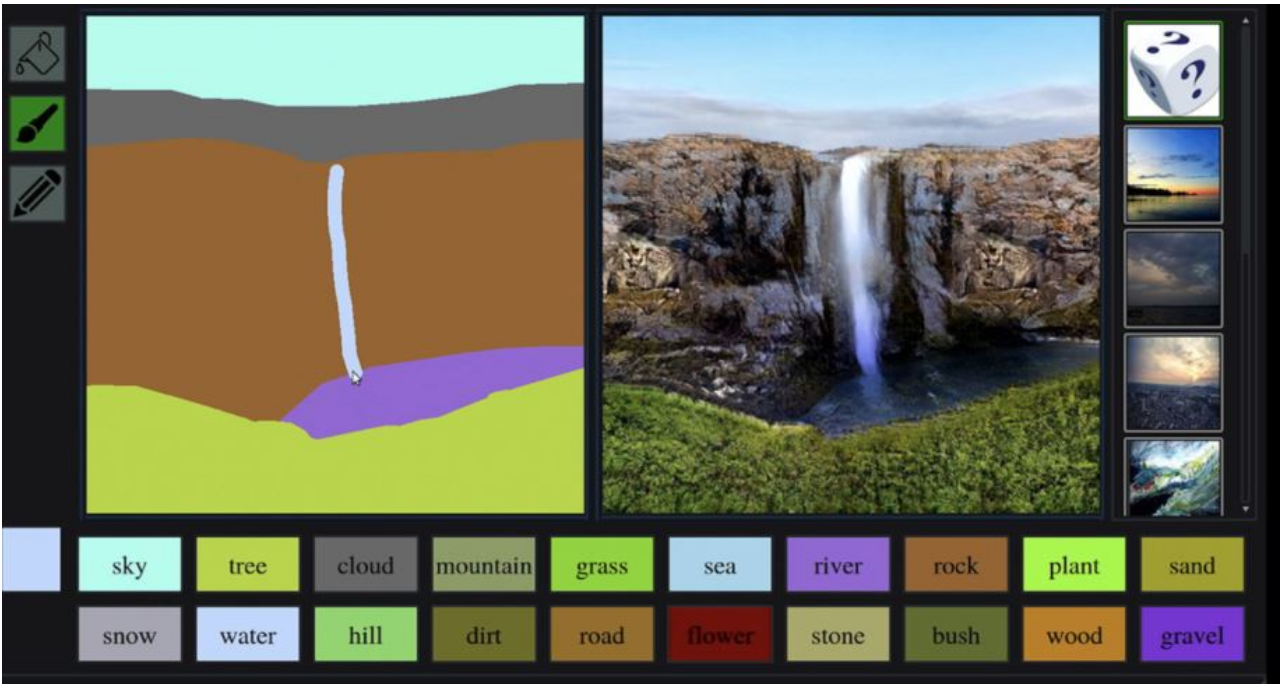 ? ? ?
sky tree cloud mountain grass sea river rock plant sand
snow water hill dirt road flower stone bush wood gravel